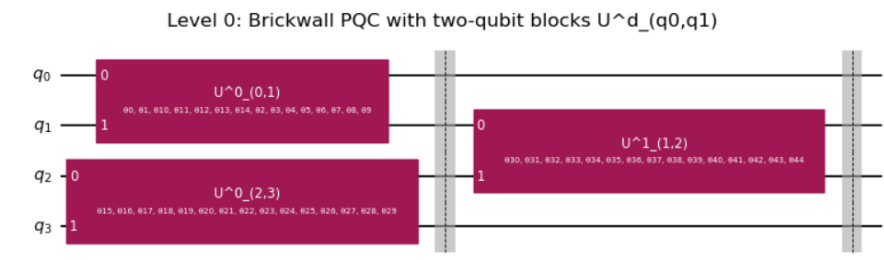 Level 0: Brickwall PQC with two-qubit blocks U^d_(q0,q1)
q0
0
U^0_(0,1)
θ0, θ1, θ10, θ11, θ12, θ13, θ14, θ2, θ3, θ4, θ5, θ6, θ7, θ8, θ9
q1
1
0
U^1_(1,2)
θ30, θ31, θ32, θ33, θ34, θ35, θ36, θ37, θ38, θ39, θ40, θ41, θ42, θ43, θ44
q2
0
1
U^0_(2,3)
θ15, θ16, θ17, θ18, θ19, θ20, θ21, θ22, θ23, θ24, θ25, θ26, θ27, θ28, θ29
q3
1